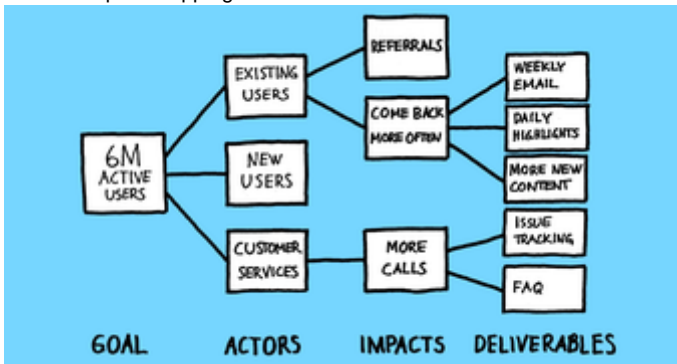 6M
ACTIVE
USERS
EXISTING
USERS
NEW
USERS
CUSTOMER
SERVICES
REFERRALS
COME BACK
MORE OFTEN
MORE
CALLS
WEEKLY
EMAIL
DAILY
HIGHLIGHTS
MORE NEW
CONTENT
ISSUE
TRACKING
FAQ
GOAL ACTORS IMPACTS DELIVERABLES